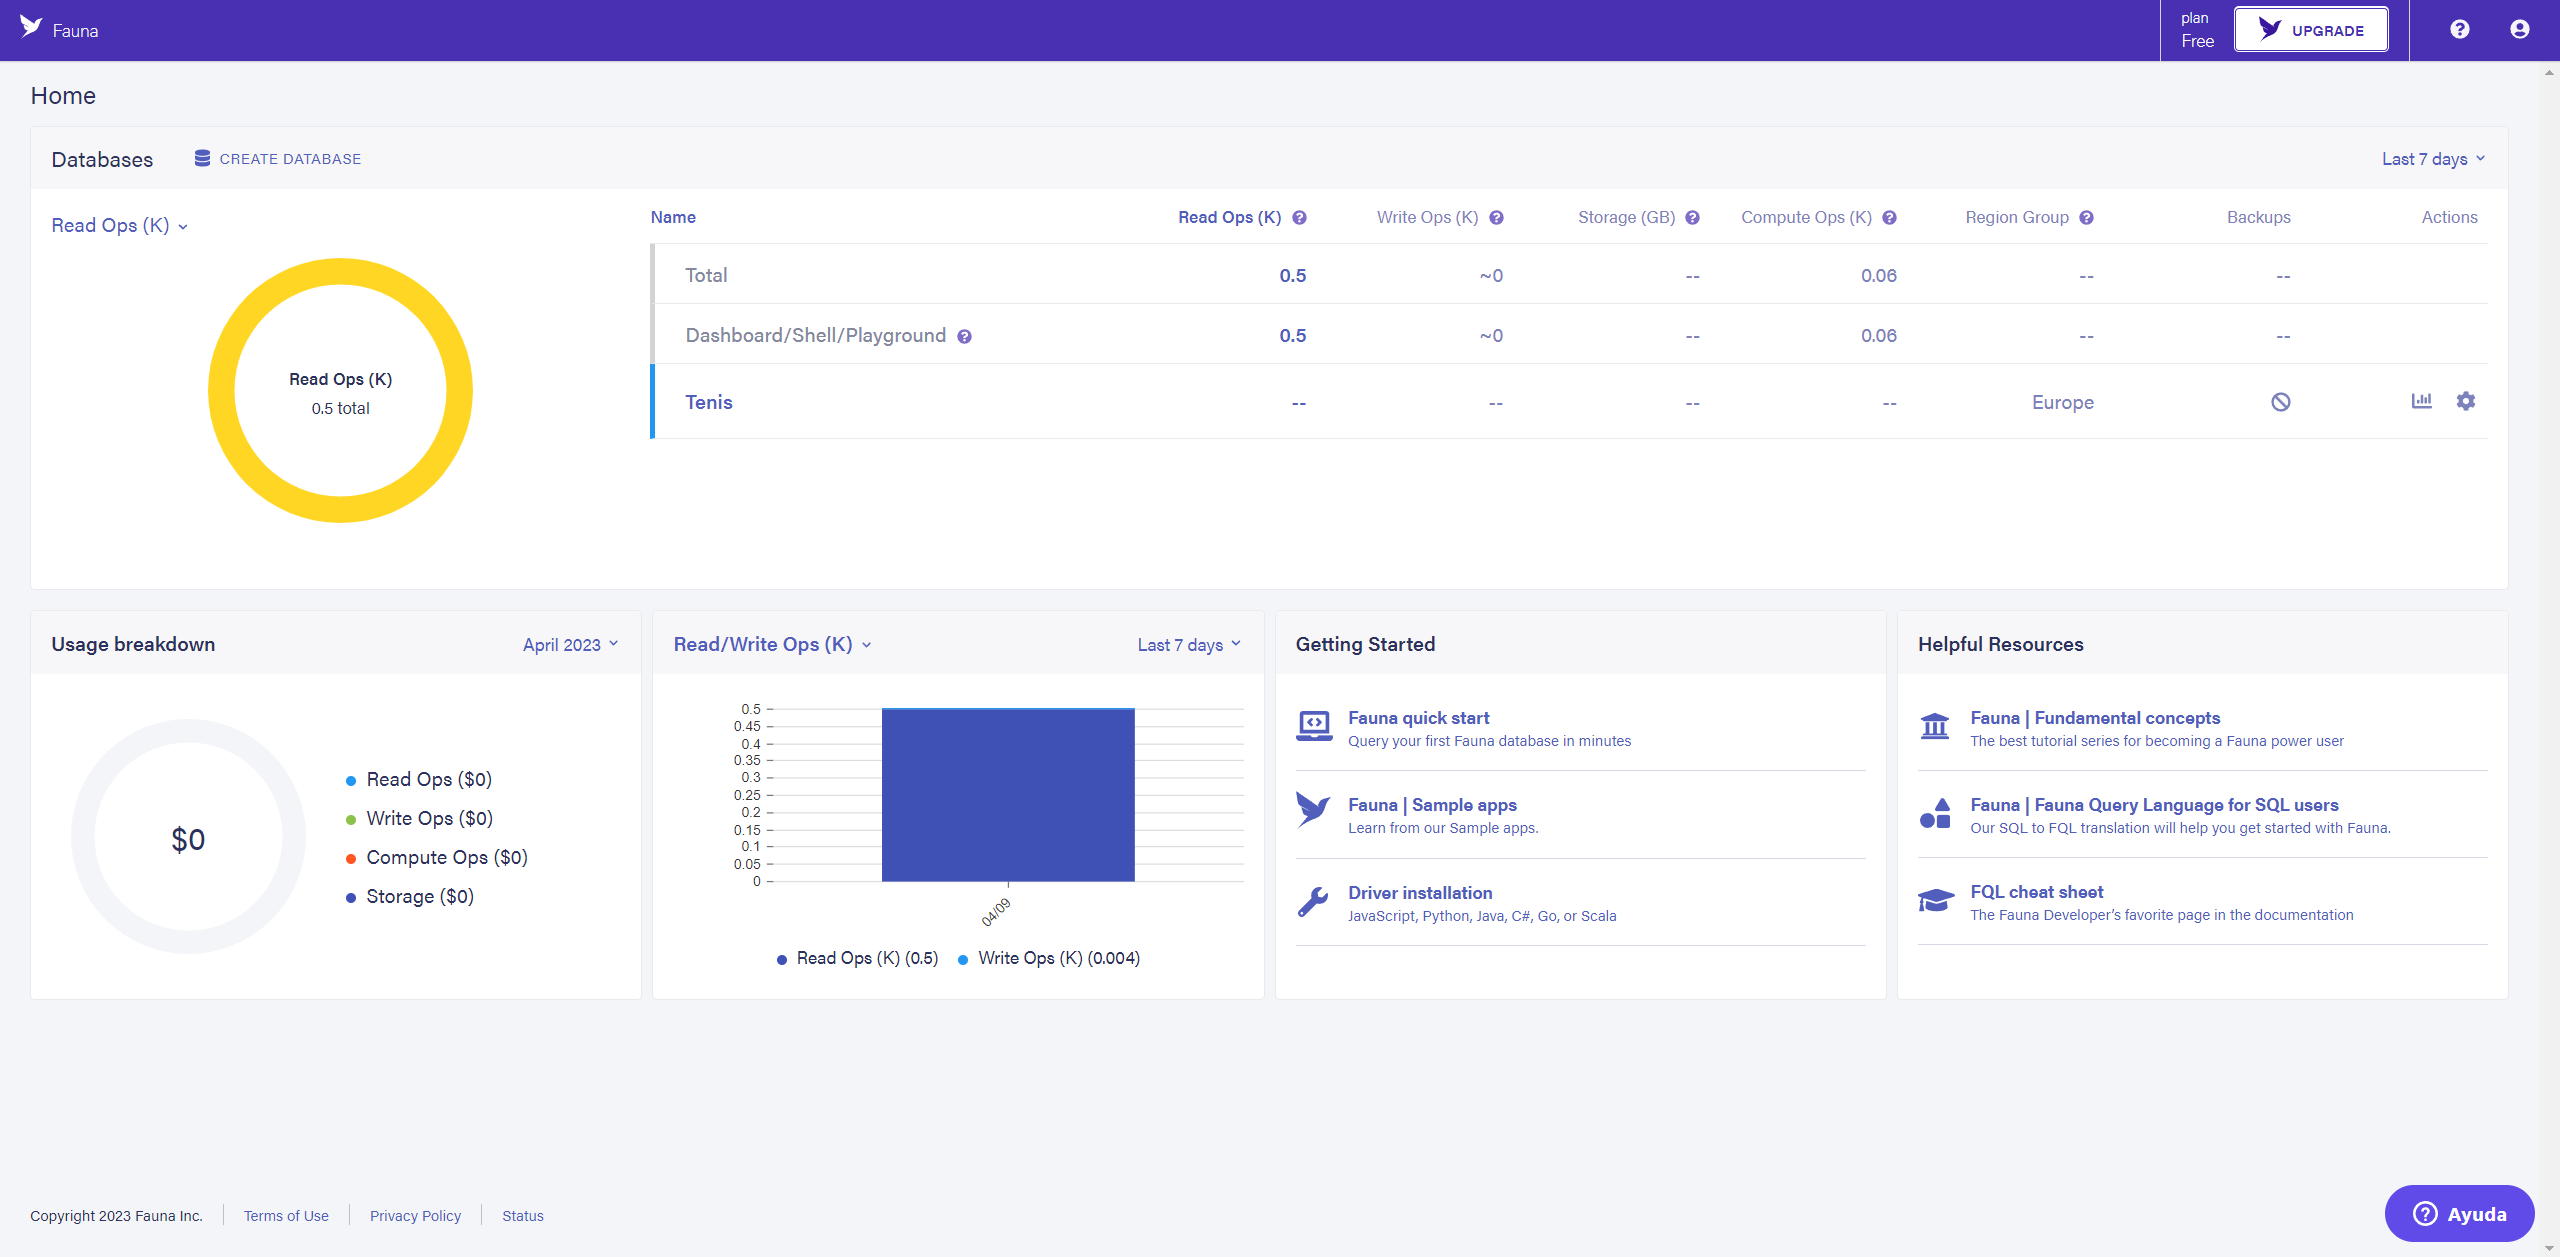 Fauna
plan
Free
UPGRADE
Home
Databases CREATE DATABASE Last 7 days
Read Ops (K)
Read Ops (K)
0.5 total
Name Read Ops (K) Write Ops (K) Storage (GB) Compute Ops (K) Region Group Backups Actions
Total 0.5 ~0 -- 0.06 -- --
Dashboard/Shell/Playground 0.5 ~0 -- 0.06 -- --
Tenis -- -- -- -- Europe
Usage breakdown April 2023
$0
Read Ops ($0)
Write Ops ($0)
Compute Ops ($0)
Storage ($0)
Read/Write Ops (K) Last 7 days
0.5
0.45
0.4
0.35
0.3
0.25
0.2
0.15
0.1
0.05
0
04/09
Read Ops (K) (0.5) Write Ops (K) (0.004)
Getting Started
Fauna quick start
Query your first Fauna database in minutes
Fauna | Sample apps
Learn from our Sample apps.
Driver installation
JavaScript, Python, Java, C#, Go, or Scala
Helpful Resources
Fauna | Fundamental concepts
The best tutorial series for becoming a Fauna power user
Fauna | Fauna Query Language for SQL users
Our SQL to FQL translation will help you get started with Fauna.
FQL cheat sheet
The Fauna Developer's favorite page in the documentation
Copyright 2023 Fauna Inc. Terms of Use Privacy Policy Status
Ayuda